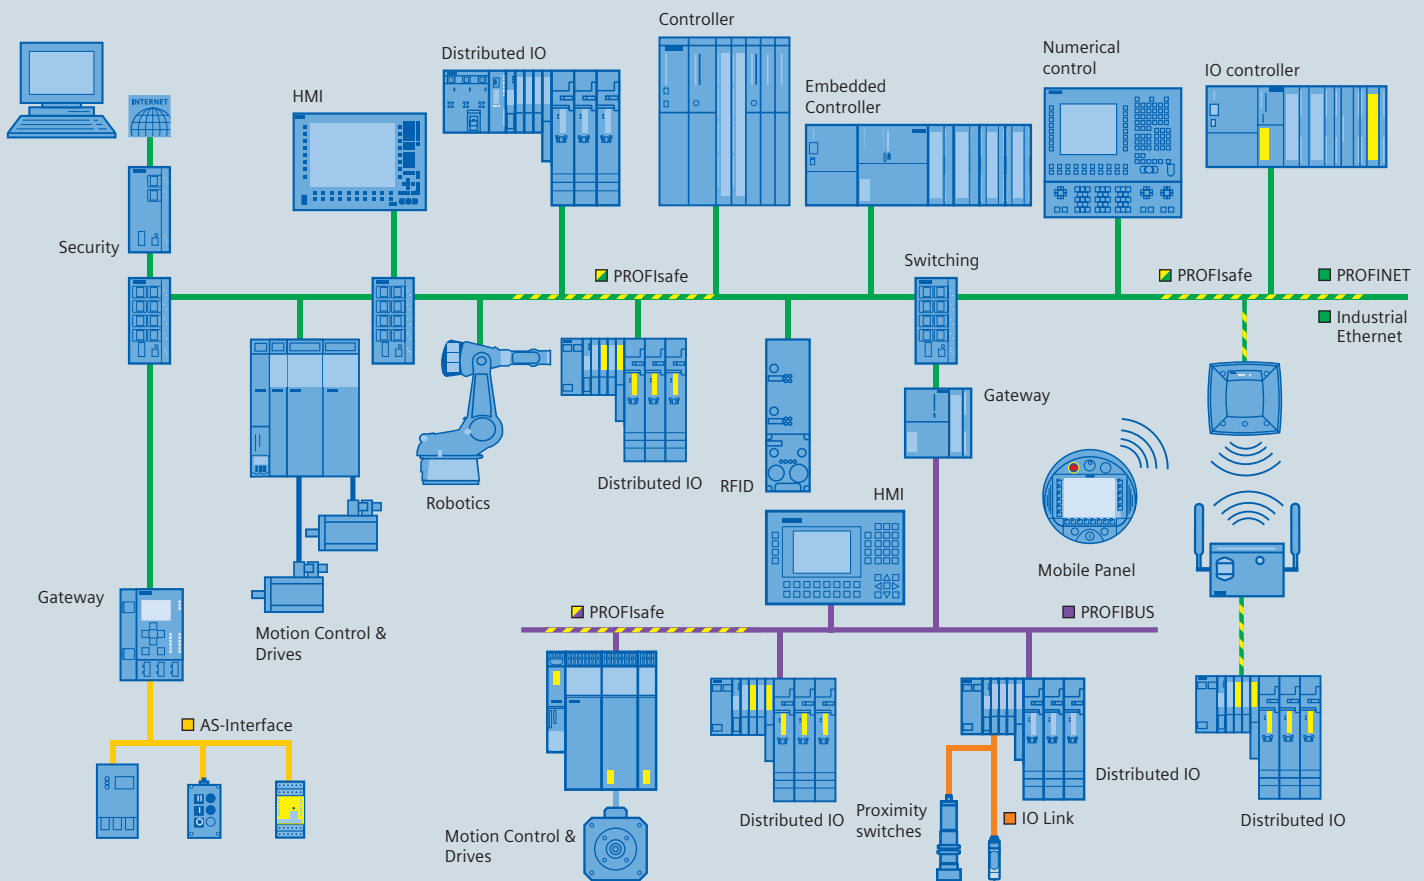 Controller
Distributed IO
Numerical
control
IO controller
HMI
Embedded
Controller
INTERNET
Security
Switching
PROFIsafe
PROFIsafe
PROFINET
Industrial
Ethernet
Gateway
Robotics
Distributed IO
RFID
HMI
Mobile Panel
Gateway
Motion Control &
Drives
PROFIsafe
PROFIBUS
AS-Interface
Distributed IO
Motion Control &
Drives
Distributed IO
Proximity
switches
IO Link
Distributed IO